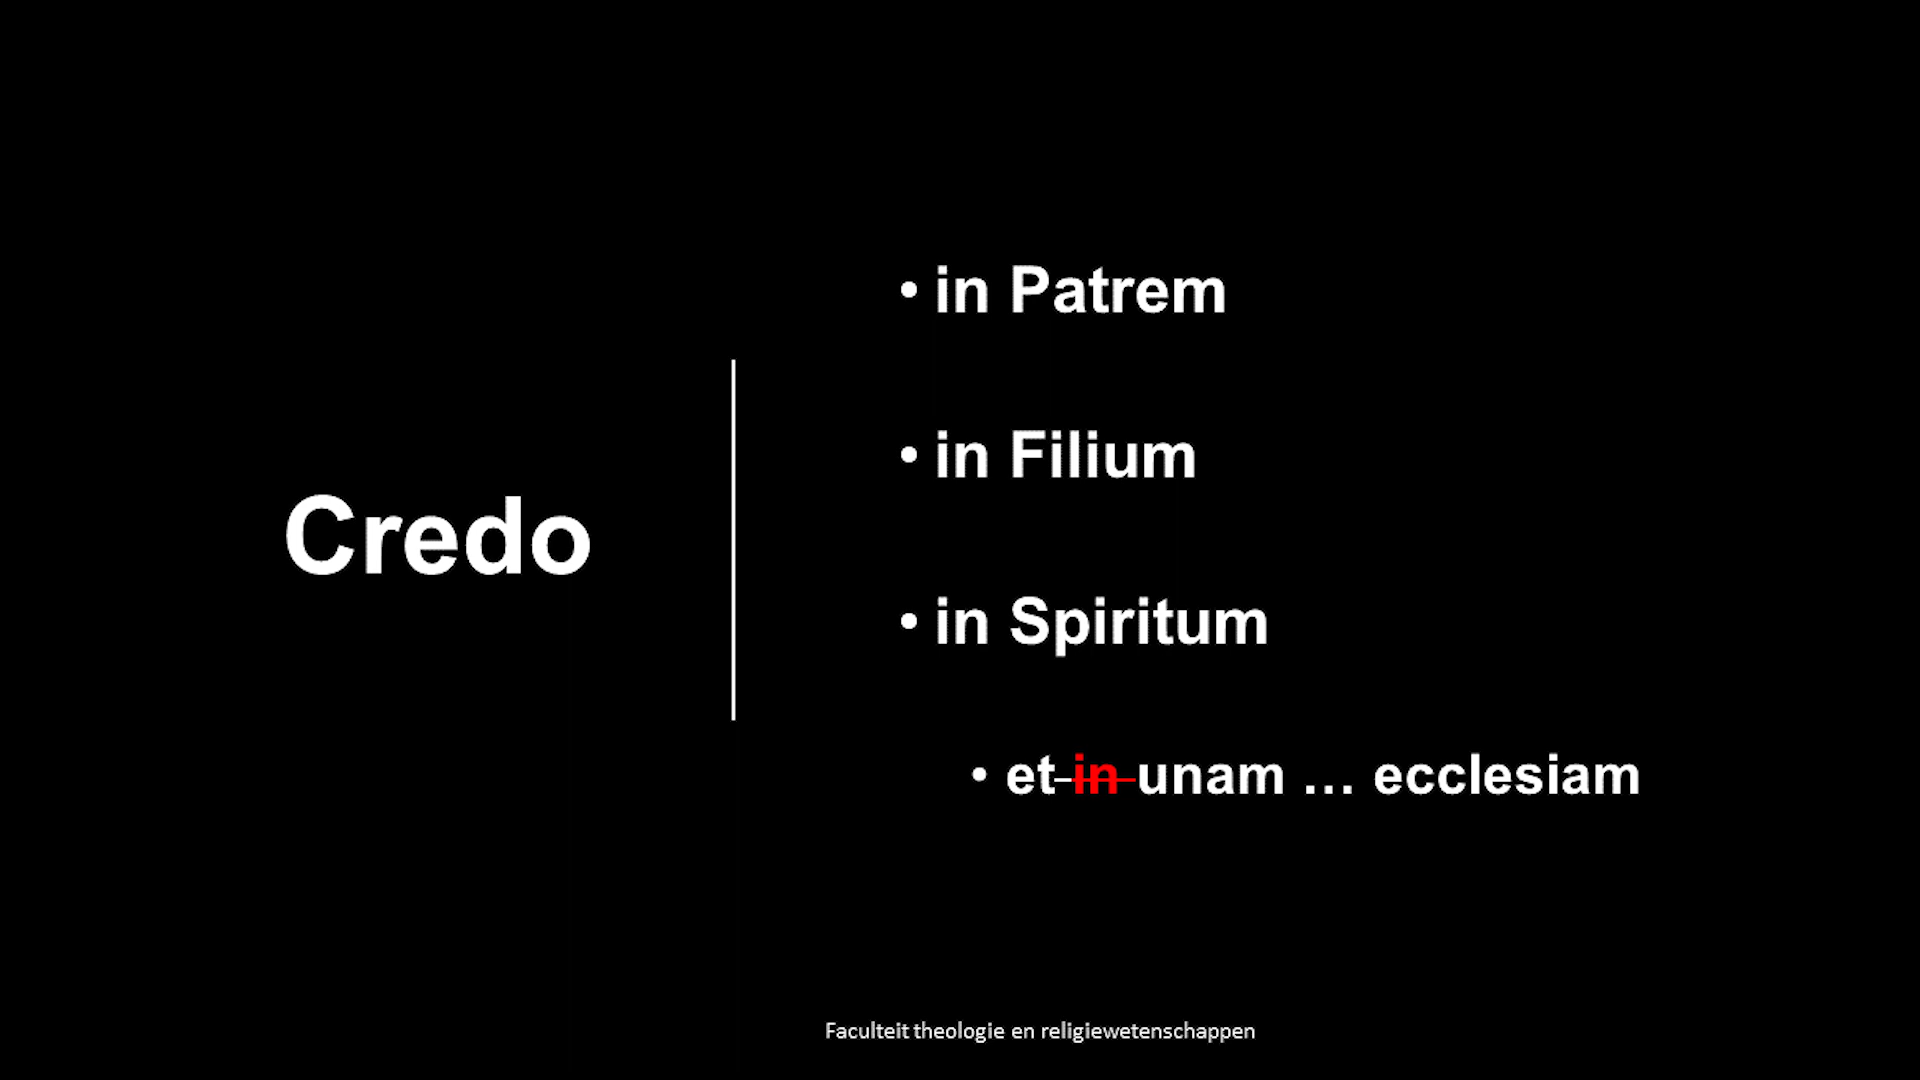 Credo
• in Patrem
• in Filium
• in Spiritum
• et in unam … ecclesiam
Faculteit theologie en religiewetenschappen